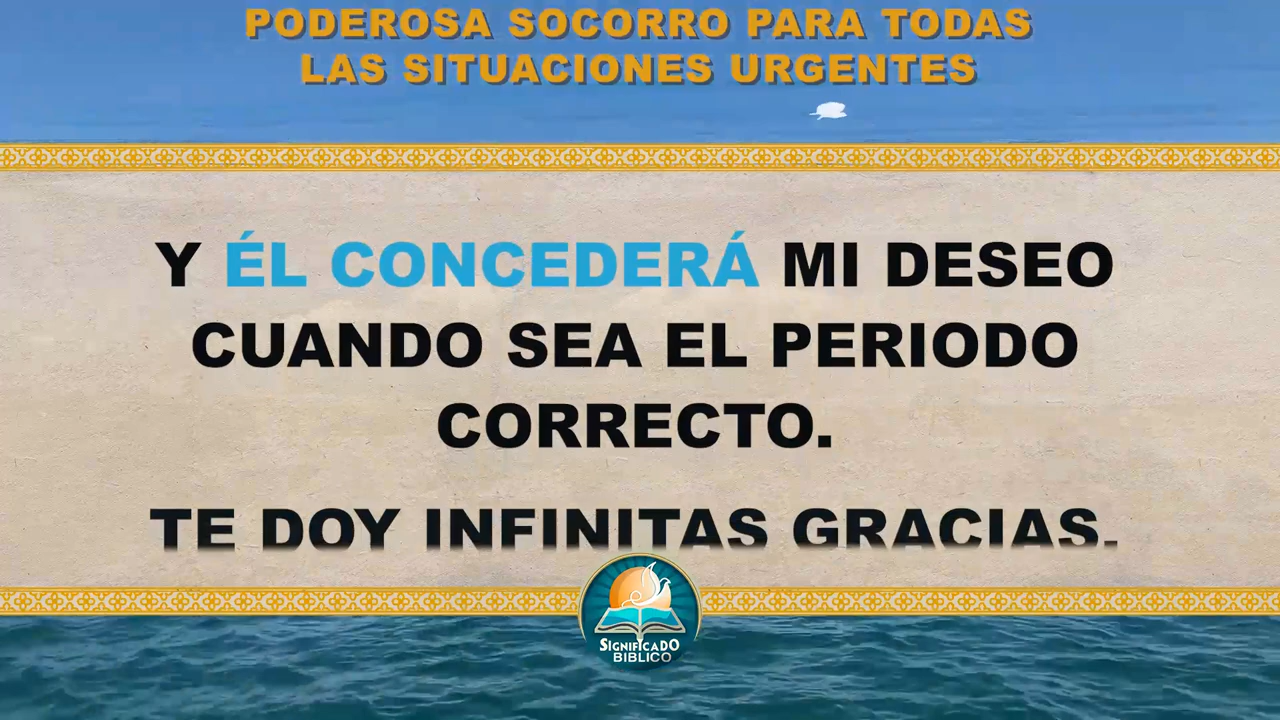 PODEROSA SOCORRO PARA TODAS
LAS SITUACIONES URGENTES
Y ÉL CONCEDERÁ MI DESEO
CUANDO SEA EL PERIODO
CORRECTO.
TE DOY INFINITAS GRACIAS.
SIGNIFICADO
BIBLICO